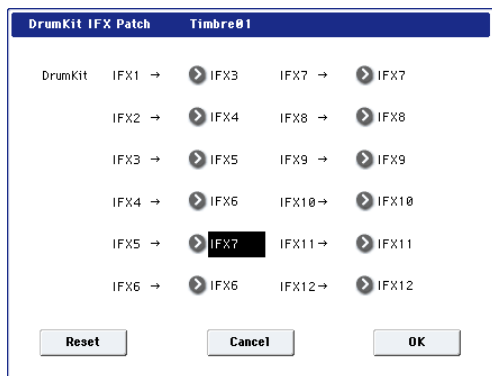 DrumKit IFX Patch Timbre01
DrumKit IFX1 → IFX3 IFX7 → IFX7
IFX2 → IFX4 IFX8 → IFX8
IFX3 → IFX5 IFX9 → IFX9
IFX4 → IFX6 IFX10→ IFX10
IFX5 → IFX7 IFX11→ IFX11
IFX6 → IFX6 IFX12→ IFX12
Reset Cancel OK